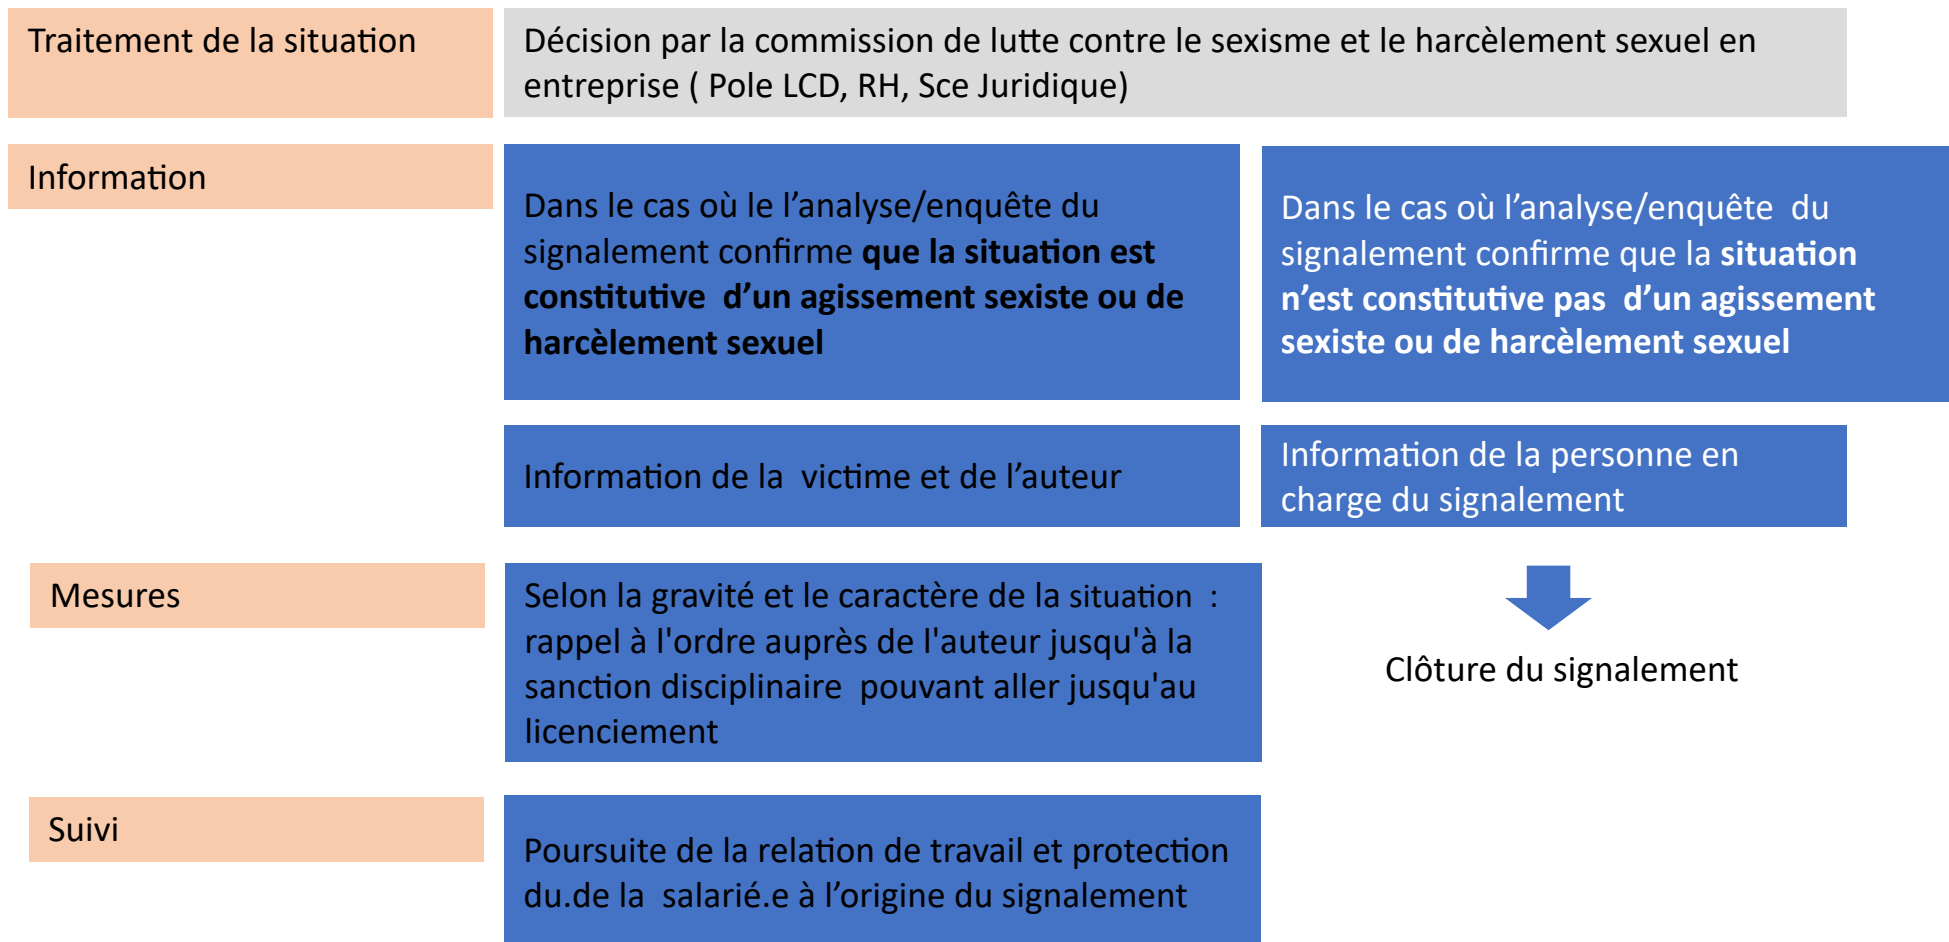 Traitement de la situation
Décision par la commission de lutte contre le sexisme et le harcèlement sexuel en
entreprise ( Pole LCD, RH, Sce Juridique)
Information
Dans le cas où le l’analyse/enquête du
signalement confirme que la situation est
constitutive d’un agissement sexiste ou de
harcèlement sexuel
Dans le cas où l’analyse/enquête du
signalement confirme que la situation
n’est constitutive pas d’un agissement
sexiste ou de harcèlement sexuel
Information de la victime et de l’auteur
Information de la personne en
charge du signalement
Mesures
Selon la gravité et le caractère de la situation :
rappel à l'ordre auprès de l'auteur jusqu'à la
sanction disciplinaire pouvant aller jusqu'au
licenciement
Clôture du signalement
Suivi
Poursuite de la relation de travail et protection
du.de la salarié.e à l’origine du signalement